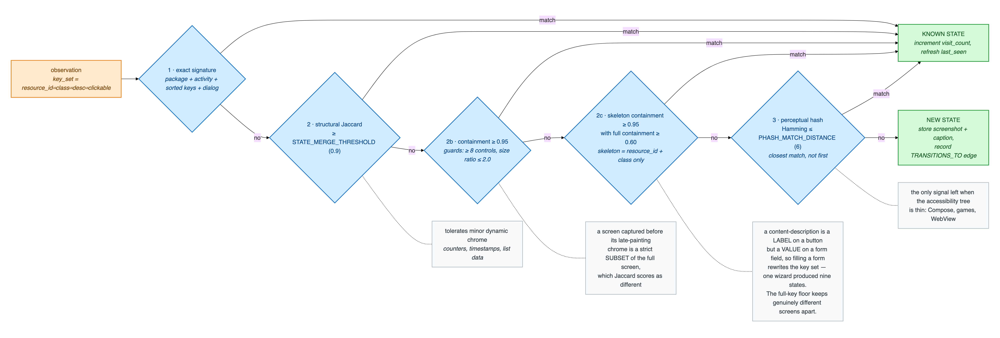 observation
key_set =
resource_id␟class␟desc␟clickable
1 · exact signature
package + activity +
sorted keys + dialog
match
no
2 · structural Jaccard
≥
STATE_MERGE_THRESHOLD
(0.9)
match
no
2b · containment ≥ 0.95
guards: ≥ 8 controls, size
ratio ≤ 2.0
match
no
2c · skeleton containment
≥ 0.95
with full containment ≥
0.60
skeleton = resource_id +
class only
match
no
3 · perceptual hash
Hamming ≤
PHASH_MATCH_DISTANCE
(6)
closest match, not first
match
no
KNOWN STATE
increment visit_count,
refresh last_seen
NEW STATE
store screenshot +
caption,
record
TRANSITIONS_TO edge
tolerates minor dynamic
chrome
counters, timestamps, list
data
a screen captured before
its late-painting
chrome is a strict
SUBSET of the full
screen,
which Jaccard scores as
different
a content-description is a
LABEL on a button
but a VALUE on a form
field, so filling a form
rewrites the key set —
one wizard produced nine
states.
The full-key floor keeps
genuinely different
screens apart.
the only signal left when
the accessibility tree
is thin: Compose, games,
WebView